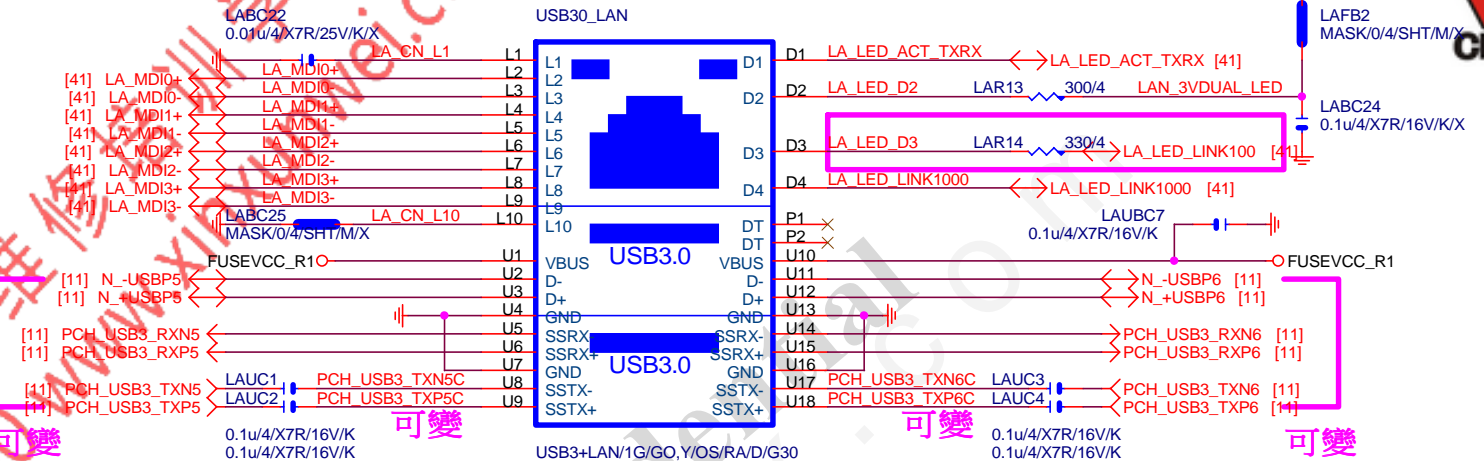 LABC22
0.01u/4/X7R/25V/K/X
USB30_LAN
LAFB2
MASK/0/4/SHT/M/X
LA_CN_L1 L1 L1 D1 D1 LA_LED_ACT_TXRX LA_LED_ACT_TXRX [41]
[41] LA_MDI0+ LA_MDI0+ L2 L2
[41] LA_MDI0- LA_MDI0- L3 L3 D2 D2 LA_LED_D2 LAR13 300/4 LAN_3VDUAL_LED
[41] LA_MDI1+ LA_MDI1+ L4 L4
LABC24
0.1u/4/X7R/16V/K/X
[41] LA_MDI1- LA_MDI1- L5 L5
[41] LA_MDI2+ LA_MDI2+ L6 L6 D3 D3 LA_LED_D3 LAR14 330/4 LA_LED_LINK100 [41]
[41] LA_MDI2- LA_MDI2- L7 L7
[41] LA_MDI3+ LA_MDI3+ L8 L8 D4 D4 LA_LED_LINK1000 LA_LED_LINK1000 [41]
[41] LA_MDI3- LA_MDI3- L9 L9
LABC25 LA_CN_L10 L10 L10 DT P1
MASK/0/4/SHT/M/X
DT P2
LAUBC7
0.1u/4/X7R/16V/K
USB3.0
FUSEVCC_R1 U1 VBUS VBUS U10 FUSEVCC_R1
[11] N_-USBP5 U2 D- D- U11 N_-USBP6 [11]
[11] N_+USBP5 U3 D+ D+ U12 N_+USBP6 [11]
U4 GND GND U13
[11] PCH_USB3_RXN5 U5 SSRX- SSRX- U14 PCH_USB3_RXN6 [11]
[11] PCH_USB3_RXP5 U6 SSRX+ SSRX+ U15 PCH_USB3_RXP6 [11]
USB3.0
U7 GND GND U16
[11] PCH_USB3_TXN5 LAUC1 PCH_USB3_TXN5C U8 SSTX- SSTX- U17 PCH_USB3_TXN6C LAUC3 PCH_USB3_TXN6 [11]
[11] PCH_USB3_TXP5 LAUC2 PCH_USB3_TXP5C U9 SSTX+ SSTX+ U18 PCH_USB3_TXP6C LAUC4 PCH_USB3_TXP6 [11]
可變 可變 可變 可變
0.1u/4/X7R/16V/K 0.1u/4/X7R/16V/K
0.1u/4/X7R/16V/K USB3+LAN/1G/GO,Y/OS/RA/D/G30 0.1u/4/X7R/16V/K
维修培训
www.xinxunwei.c